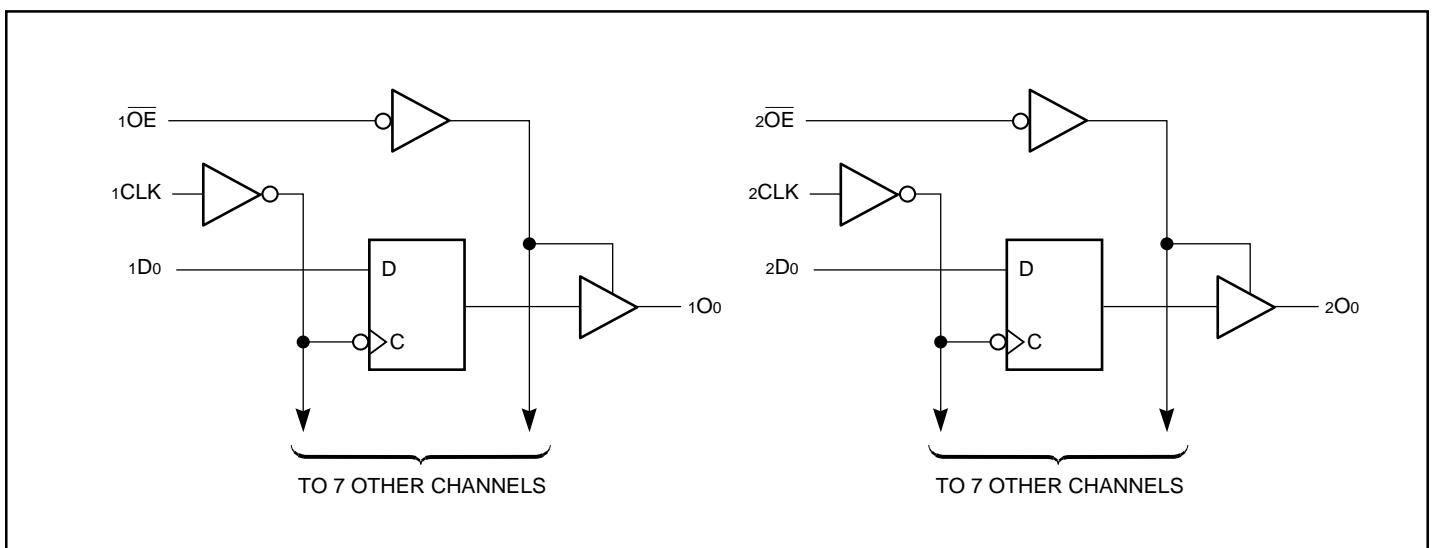 1OE
1CLK
1D0
D
C
1O0
TO 7 OTHER CHANNELS
2OE
2CLK
2D0
D
C
2O0
TO 7 OTHER CHANNELS